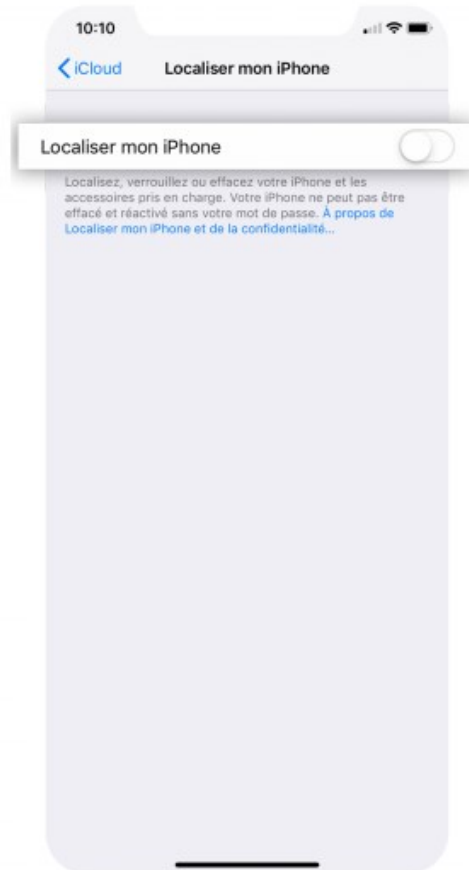 10:10
iCloud Localiser mon iPhone
Localiser mon iPhone
Localisez, verrouillez ou effacez votre iPhone et les
accessoires pris en charge. Votre iPhone ne peut pas être
effacé et réactivé sans votre mot de passe. À propos de
Localiser mon iPhone et de la confidentialité...